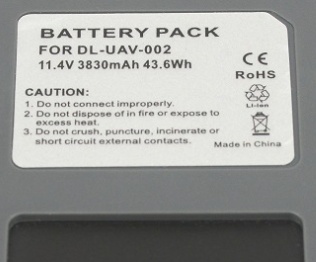 BATTERY PACK
FOR DL-UAV-002
11.4V 3830mAh 43.6Wh
CE
RoHS
CAUTION:
Li-ion
1. Do not connect improperly.
2. Do not dispose of in fire or expose to
excess heat.
3. Do not crush, puncture, incinerate or
short circuit external contacts.
Made in China